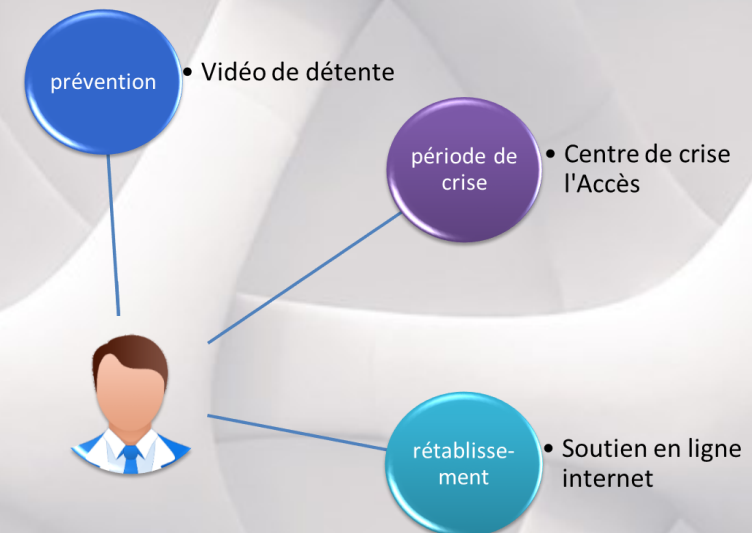 prévention
• Vidéo de détente
période de
crise
• Centre de crise
l'Accès
rétablisse-
ment
• Soutien en ligne
internet